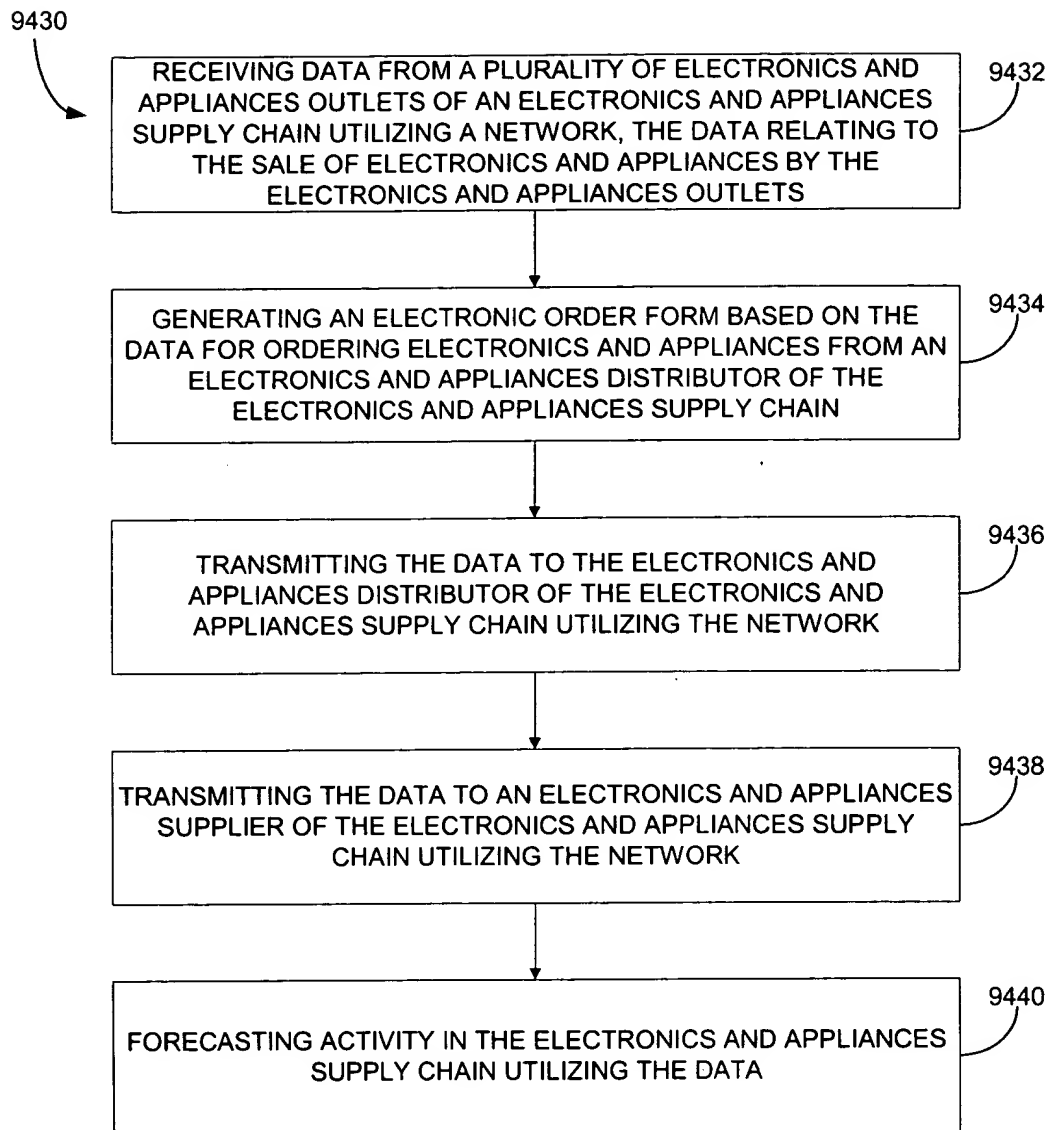 9430
RECEIVING DATA FROM A PLURALITY OF ELECTRONICS AND
APPLIANCES OUTLETS OF AN ELECTRONICS AND APPLIANCES
SUPPLY CHAIN UTILIZING A NETWORK, THE DATA RELATING TO
THE SALE OF ELECTRONICS AND APPLIANCES BY THE
ELECTRONICS AND APPLIANCES OUTLETS
9432
GENERATING AN ELECTRONIC ORDER FORM BASED ON THE
DATA FOR ORDERING ELECTRONICS AND APPLIANCES FROM AN
ELECTRONICS AND APPLIANCES DISTRIBUTOR OF THE
ELECTRONICS AND APPLIANCES SUPPLY CHAIN
9434
TRANSMITTING THE DATA TO THE ELECTRONICS AND
APPLIANCES DISTRIBUTOR OF THE ELECTRONICS AND
APPLIANCES SUPPLY CHAIN UTILIZING THE NETWORK
9436
TRANSMITTING THE DATA TO AN ELECTRONICS AND APPLIANCES
SUPPLIER OF THE ELECTRONICS AND APPLIANCES SUPPLY
CHAIN UTILIZING THE NETWORK
9438
FORECASTING ACTIVITY IN THE ELECTRONICS AND APPLIANCES
SUPPLY CHAIN UTILIZING THE DATA
9440